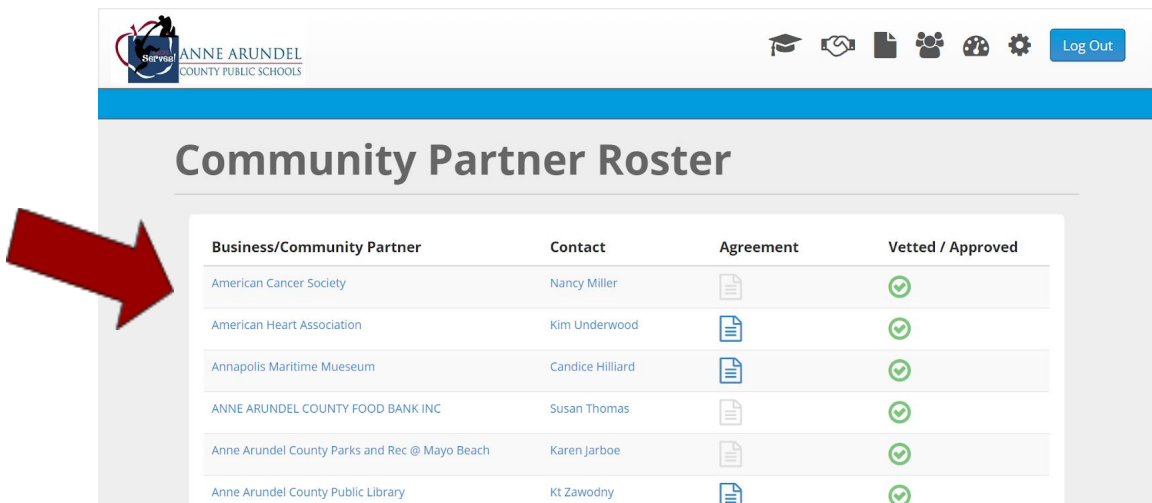 Serves!
ANNE ARUNDEL
COUNTY PUBLIC SCHOOLS
Log Out
Community Partner Roster
Business/Community Partner Contact Agreement Vetted / Approved
American Cancer Society Nancy Miller
American Heart Association Kim Underwood
Annapolis Maritime Mueseum Candice Hilliard
ANNE ARUNDEL COUNTY FOOD BANK INC Susan Thomas
Anne Arundel County Parks and Rec @ Mayo Beach Karen Jarboe
Anne Arundel County Public Library Kt Zawodny